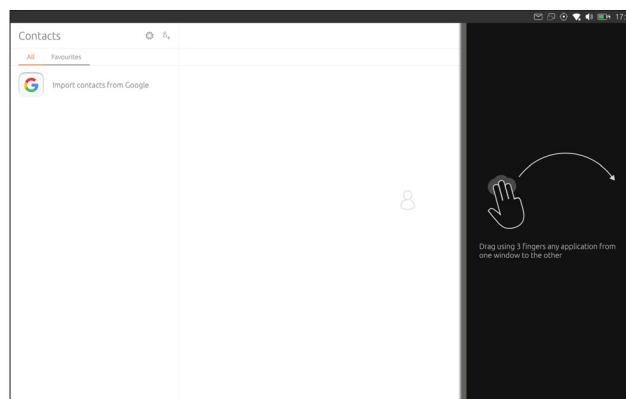 17:
Contacts
All Favourites
Import contacts from Google
Drag using 3 fingers any application from
one window to the other